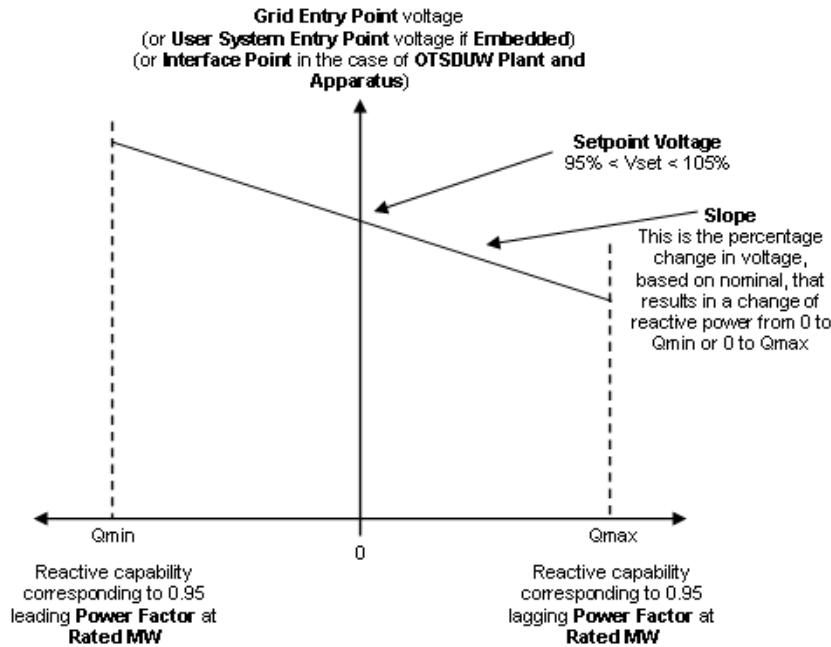 Grid Entry Point voltage
(or User System Entry Point voltage if Embedded)
(or Interface Point in the case of OTSDUW Plant and
Apparatus)
Setpoint Voltage
95% < Vset < 105%
Slope
This is the percentage
change in voltage,
based on nominal, that
results in a change of
reactive power from 0 to
Qmin or 0 to Qmax
Qmin
0
Qmax
Reactive capability
corresponding to 0.95
leading Power Factor at
Rated MW
Reactive capability
corresponding to 0.95
lagging Power Factor at
Rated MW